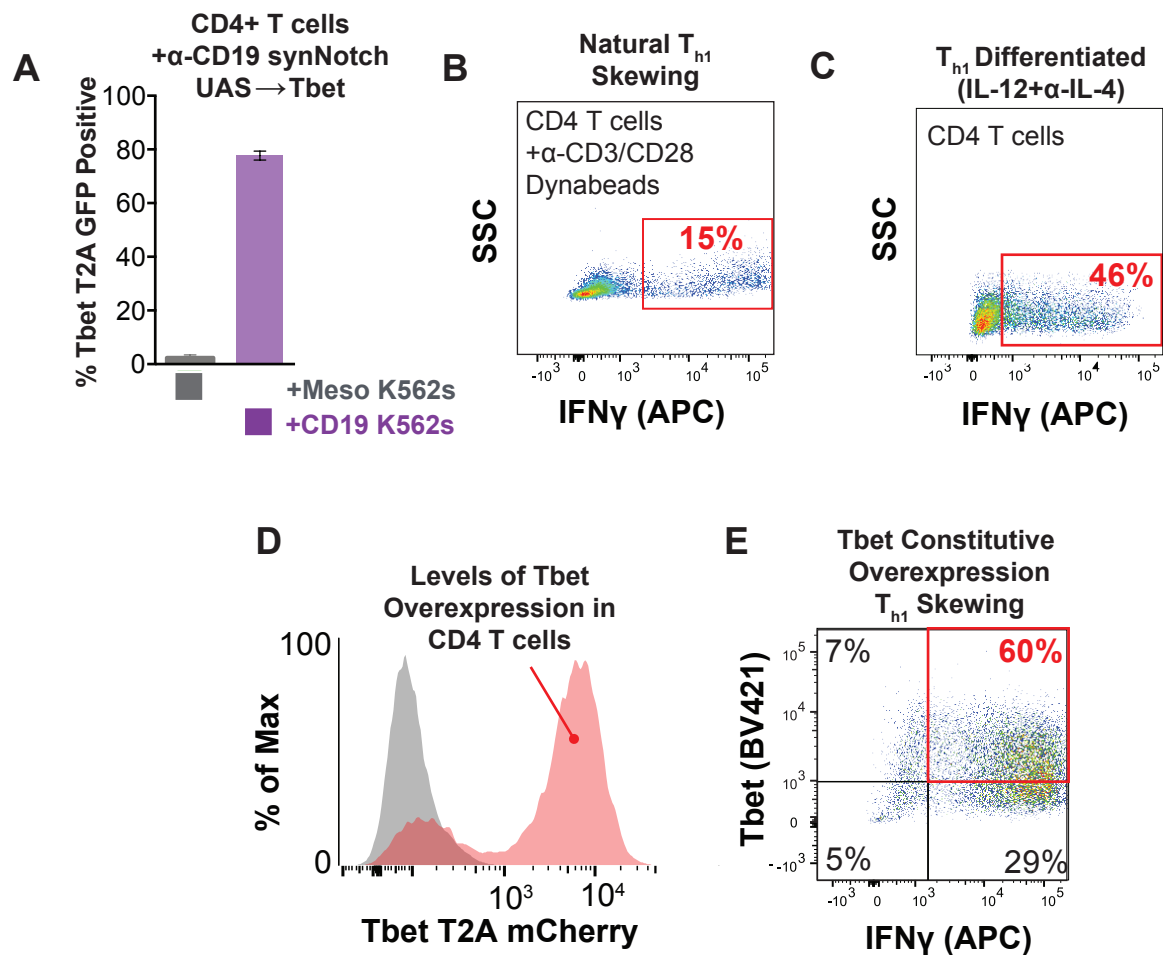 A
CD4+ T cells
+α-CD19 synNotch
UAS→Tbet
% Tbet T2A GFP Positive
100
80
60
40
20
0
+Meso K562s
+CD19 K562s
B
Natural Th1
Skewing
CD4 T cells
+α-CD3/CD28
Dynabeads
15%
SSC
-10³ 0 10³ 10⁴ 10⁵
IFNγ (APC)
C
Th1 Differentiated
(IL-12+α-IL-4)
CD4 T cells
46%
SSC
-10³ 0 10³ 10⁴ 10⁵
IFNγ (APC)
D
Levels of Tbet
Overexpression in
CD4 T cells
% of Max
100
0
10³ 10⁴
Tbet T2A mCherry
E
Tbet Constitutive
Overexpression
Th1 Skewing
7% 60%
5% 29%
Tbet (BV421)
10⁵
10⁴
10³
0
-10³
-10³ 0 10³ 10⁴ 10⁵
IFNγ (APC)